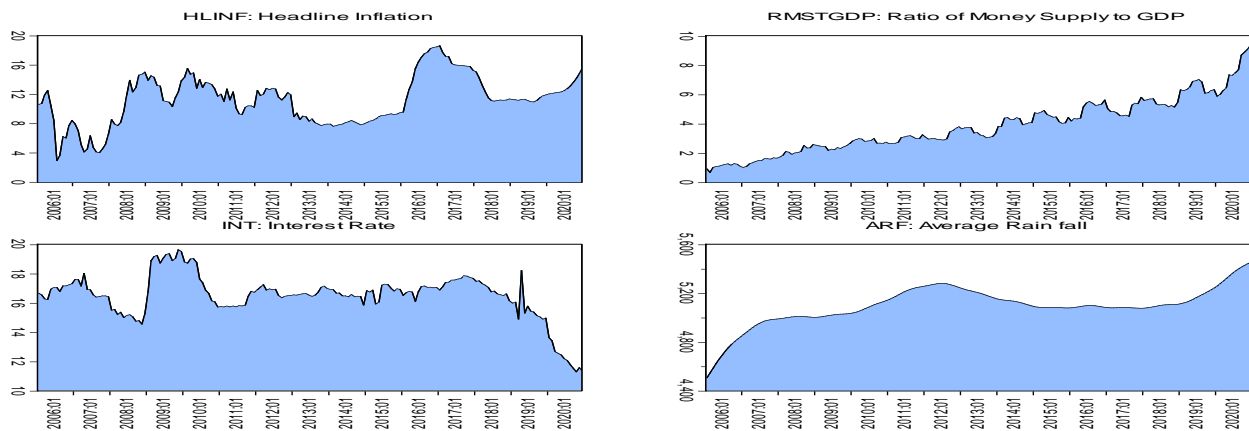 HLINF: Headline Inflation
20
16
12
8
4
0
2006:01 2007:01 2008:01 2009:01 2010:01 2011:01 2012:01 2013:01 2014:01 2015:01 2016:01 2017:01 2018:01 2019:01 2020:01
RMSTGDP: Ratio of Money Supply to GDP
10
8
6
4
2
0
2006:01 2007:01 2008:01 2009:01 2010:01 2011:01 2012:01 2013:01 2014:01 2015:01 2016:01 2017:01 2018:01 2019:01 2020:01
INT: Interest Rate
20
18
16
14
12
10
2006:01 2007:01 2008:01 2009:01 2010:01 2011:01 2012:01 2013:01 2014:01 2015:01 2016:01 2017:01 2018:01 2019:01 2020:01
ARF: Average Rain fall
5,600
5,200
4,800
4,400
2006:01 2007:01 2008:01 2009:01 2010:01 2011:01 2012:01 2013:01 2014:01 2015:01 2016:01 2017:01 2018:01 2019:01 2020:01